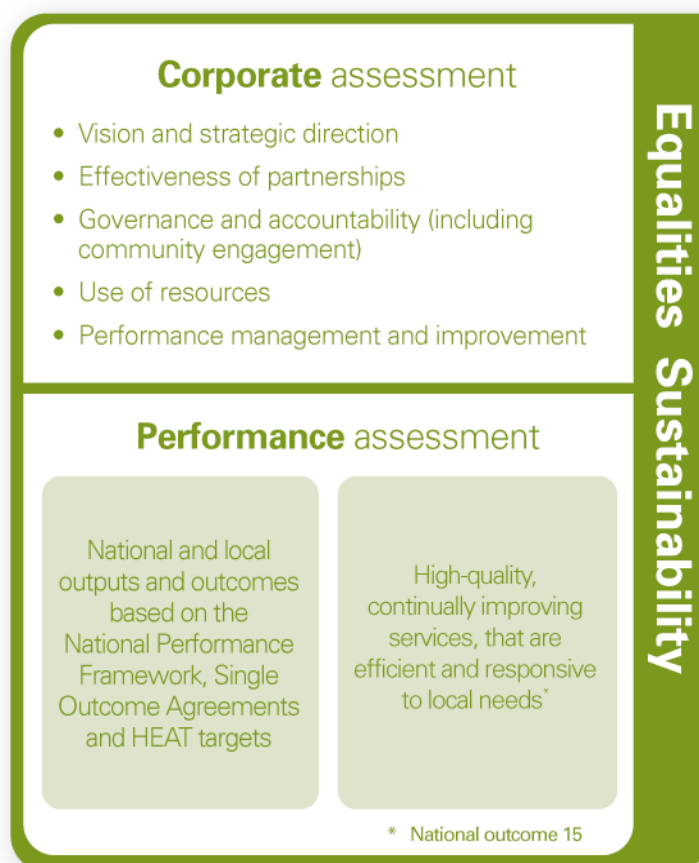 Corporate assessment
• Vision and strategic direction
• Effectiveness of partnerships
• Governance and accountability (including
community engagement)
• Use of resources
• Performance management and improvement
Performance assessment
National and local
outputs and outcomes
based on the
National Performance
Framework, Single
Outcome Agreements
and HEAT targets
High-quality,
continually improving
services, that are
efficient and responsive
to local needs*
* National outcome 15
Equalities Sustainability